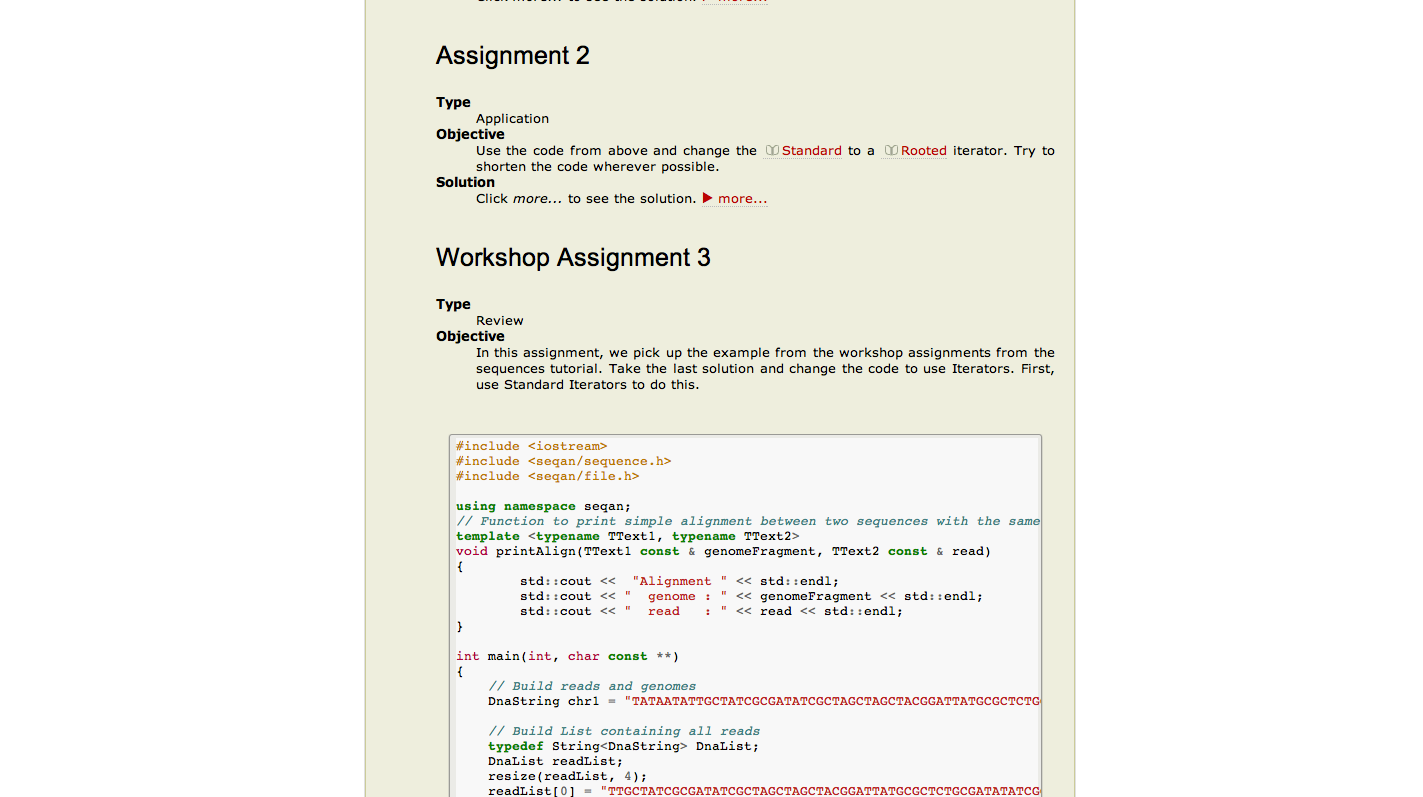 Click more... to see the solution. ▶ more...
Assignment 2
Type
Application
Objective
Use the code from above and change the Standard to a Rooted iterator. Try to
shorten the code wherever possible.
Solution
Click more... to see the solution. ▶ more...
Workshop Assignment 3
Type
Review
Objective
In this assignment, we pick up the example from the workshop assignments from the
sequences tutorial. Take the last solution and change the code to use Iterators. First,
use Standard Iterators to do this.
#include <iostream>
#include <seqan/sequence.h>
#include <seqan/file.h>
using namespace seqan;
// Function to print simple alignment between two sequences with the same
template <typename TText1, typename TText2>
void printAlign(TText1 const & genomeFragment, TText2 const & read)
{
std::cout <<  "Alignment " << std::endl;
std::cout << "  genome : " << genomeFragment << std::endl;
std::cout << "  read   : " << read << std::endl;
}
int main(int, char const **)
{
// Build reads and genomes
DnaString chr1 = "TATAATATTGCTATCGCGATATCGCTAGCTAGCTACGGATTATGCGCTCTG
// Build List containing all reads
typedef String<DnaString> DnaList;
DnaList readList;
resize(readList, 4);
readList[0] = "TTGCTATCGCGATATCGCTAGCTAGCTACGGATTATGCGCTCTGCGATATATCG